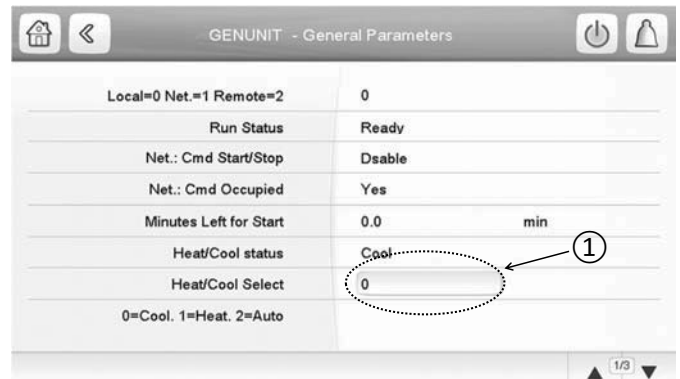 GENUNIT - General Parameters
Local=0 Net.=1 Remote=2 0
Run Status Ready
Net.: Cmd Start/Stop Dsable
Net.: Cmd Occupied Yes
Minutes Left for Start 0.0 min
Heat/Cool status Cool
①
Heat/Cool Select 0
0=Cool. 1=Heat. 2=Auto
1/3